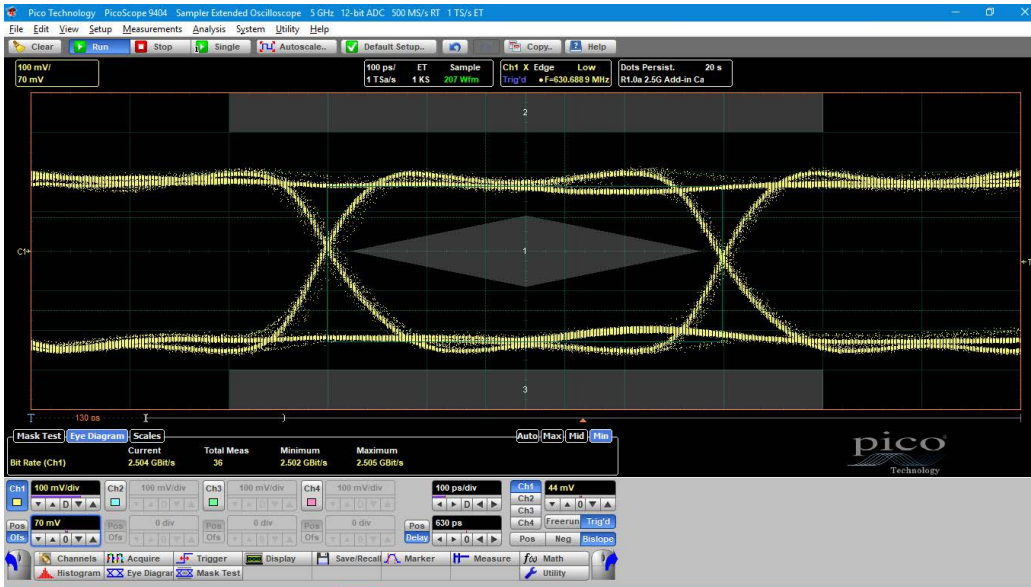 Pico Technology PicoScope 9404 Sampler Extended Oscilloscope 5 GHz 12-bit ADC 500 MS/s RT 1 TS/s ET
File Edit View Setup Measurements Analysis System Utility Help
Clear Run Stop Single Autoscale.. Default Setup.. Copy.. Help
100 mV/
70 mV
100 ps/ ET Sample
1 TSa/s 1 KS 207 Wfm
Ch1 X Edge Low
Trig'd F=630.688 9 MHz
Dots Persist. 20 s
R1.0a 2.5G Add-in Ca
2
C1
1
T
3
T 130 ns
Mask Test Eye Diagram Scales Auto Max Mid Min
Current Total Meas Minimum Maximum
Bit Rate (Ch1) 2.504 GBit/s 36 2.502 GBit/s 2.505 GBit/s
pico
Technology
Ch1 100 mV/div Ch2 100 mV/div Ch3 100 mV/div Ch4 100 mV/div 100 ps/div Ch1 44 mV
D D Ch2 0
Ch3
Pos 70 mV Pos 0 div Pos 0 div Pos 0 div Pos 630 ps Ch4 Freerun Trig'd
Ofs 0 Ofs Ofs Ofs Delay 0 Pos Neg Bislope
Channels Acquire Trigger Display Save/Recall Marker Measure fω Math
Histogram Eye Diagram Mask Test Utility